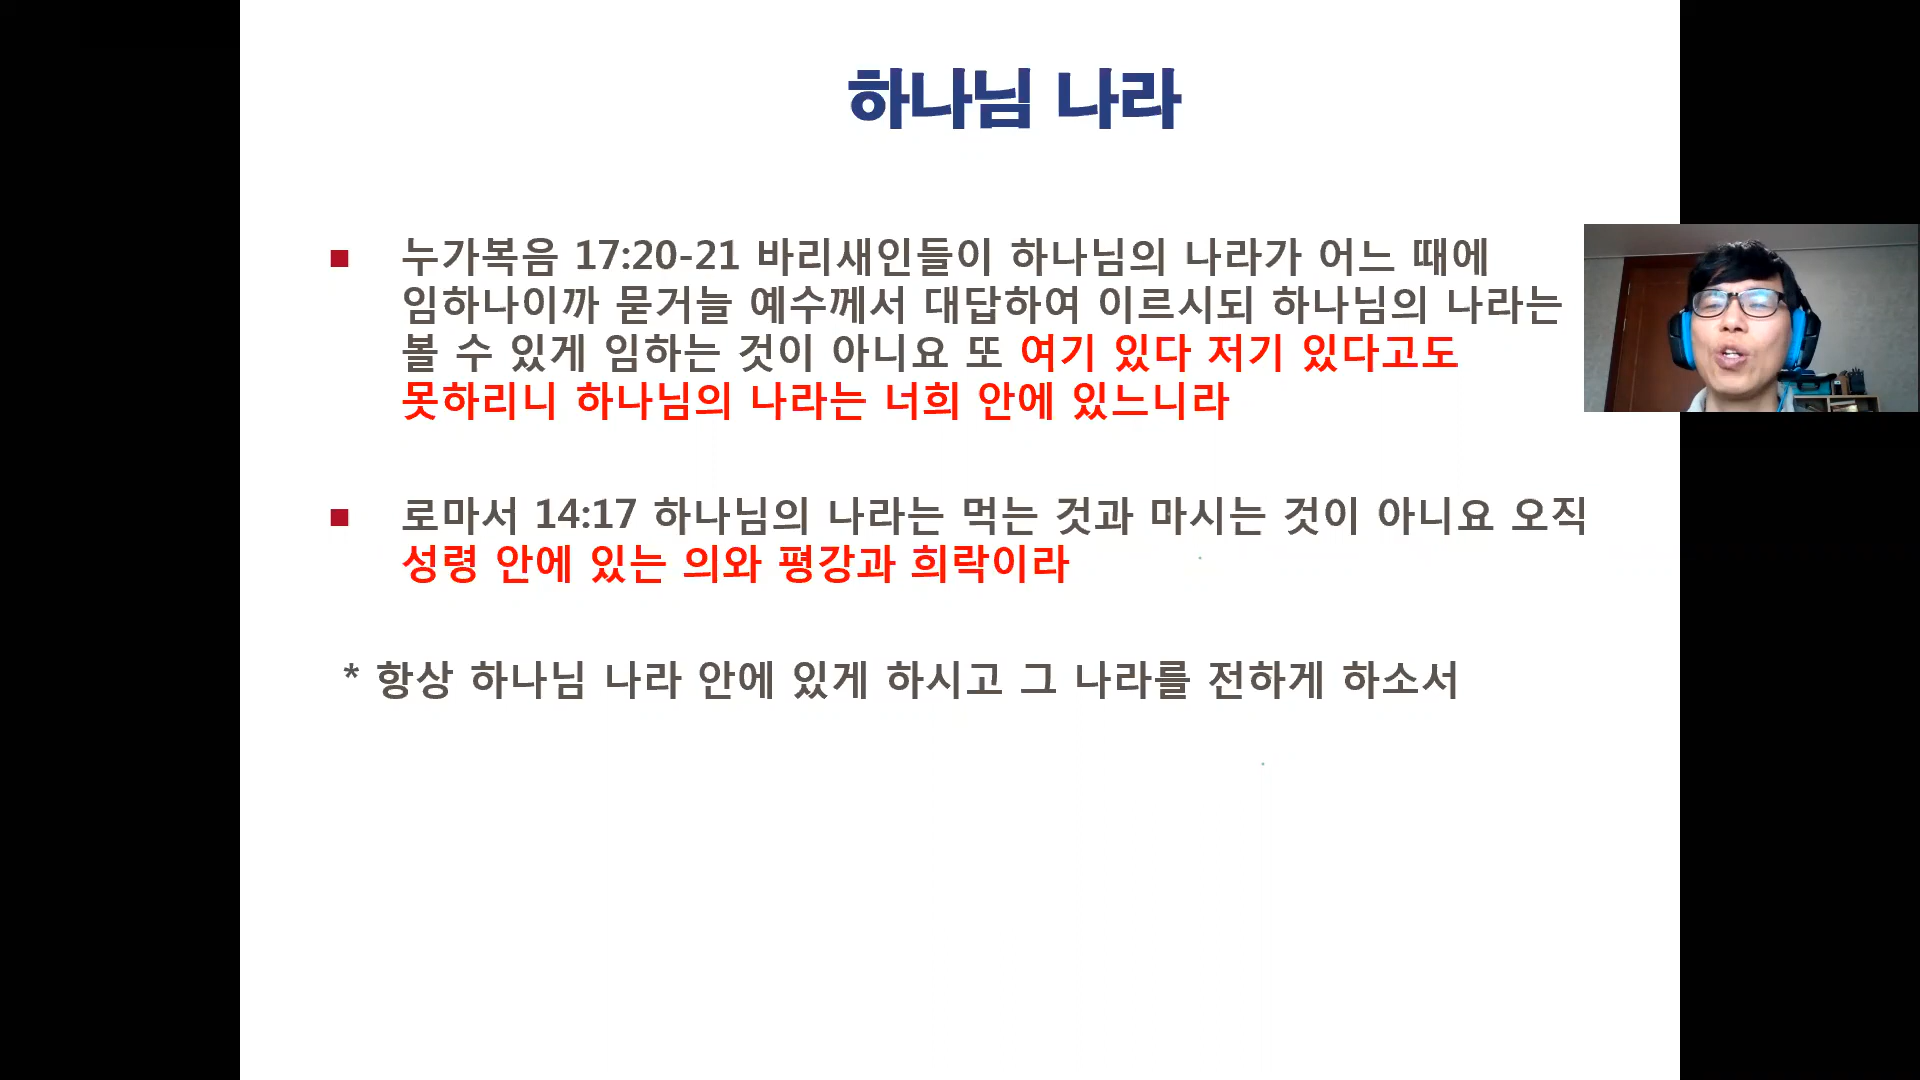 하나님 나라
누가복음 17:20-21 바리새인들이 하나님의 나라가 어느 때에
임하나이까 묻거늘 예수께서 대답하여 이르시되 하나님의 나라는
볼 수 있게 임하는 것이 아니요 또 여기 있다 저기 있다고도
못하리니 하나님의 나라는 너희 안에 있느니라
로마서 14:17 하나님의 나라는 먹는 것과 마시는 것이 아니요 오직
성령 안에 있는 의와 평강과 희락이라
* 항상 하나님 나라 안에 있게 하시고 그 나라를 전하게 하소서